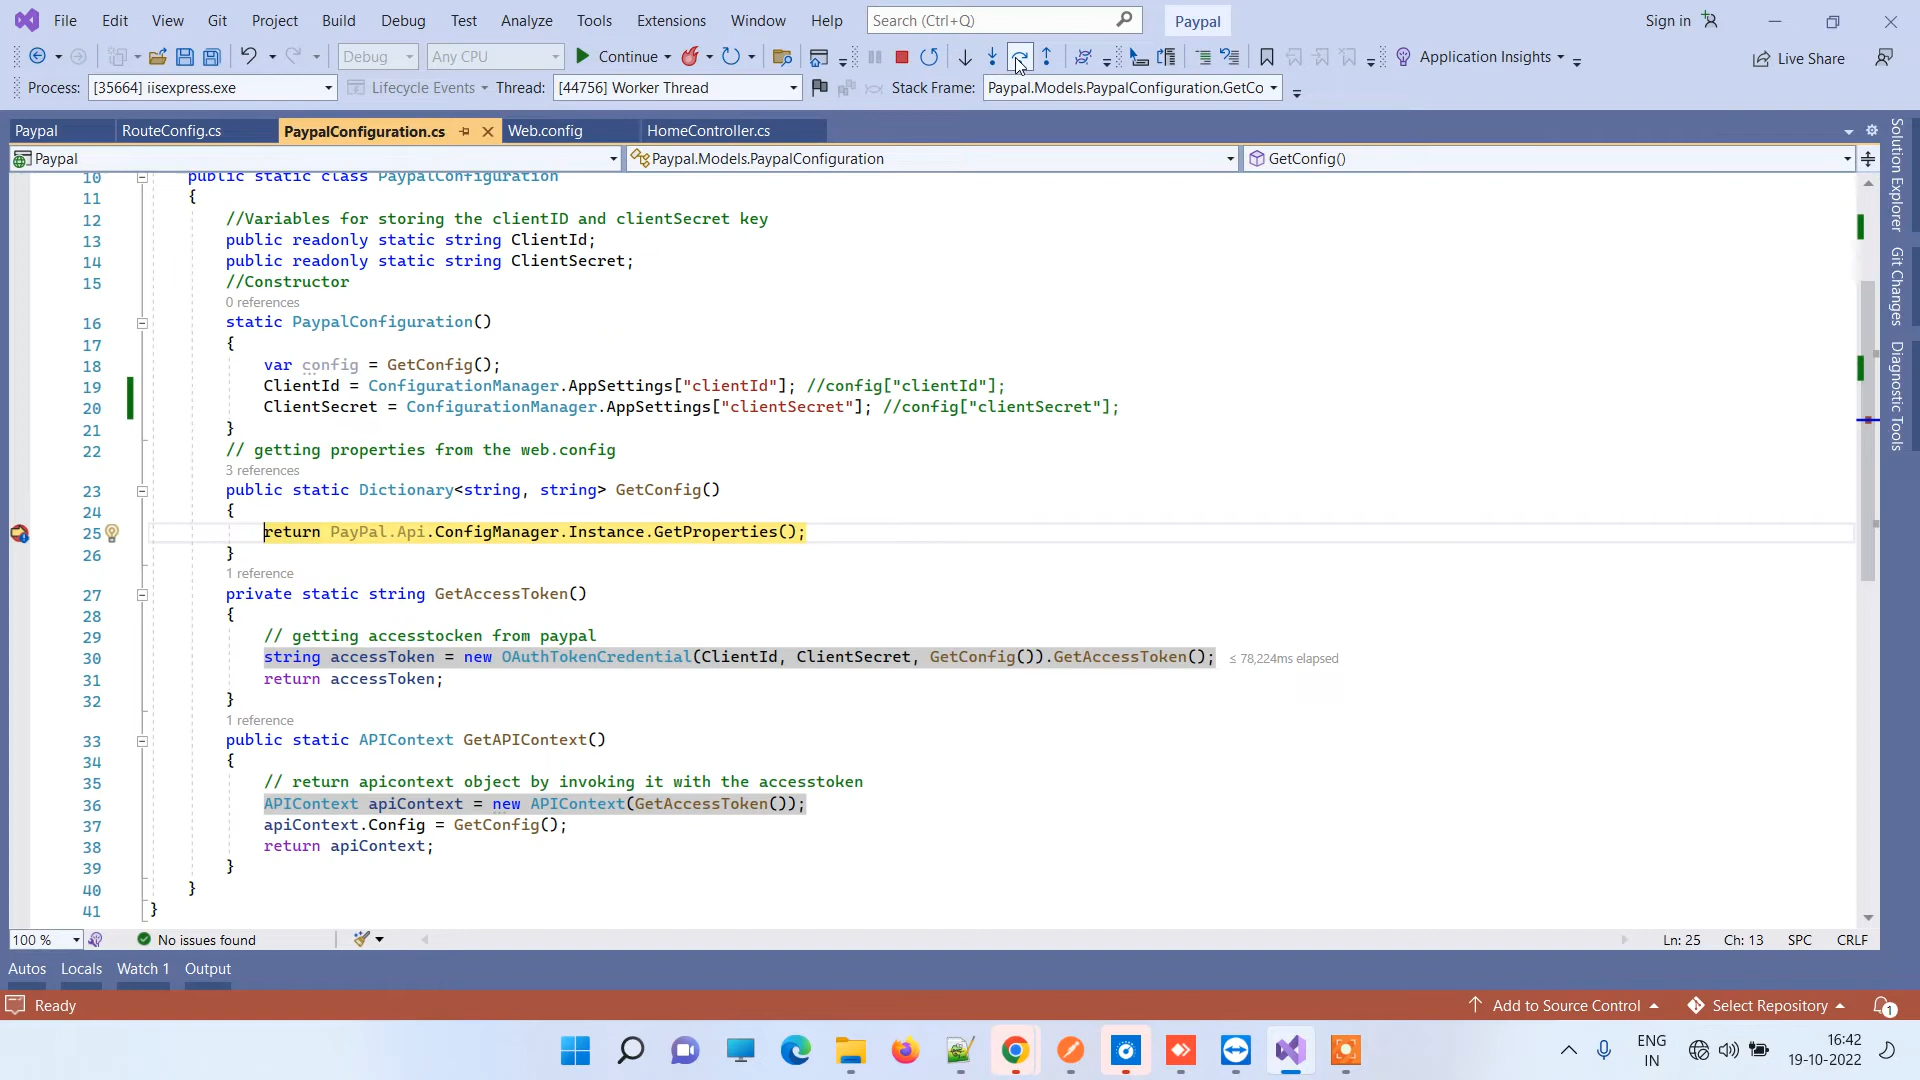 File Edit View Git Project Build Debug Test Analyze Tools Extensions Window Help Search (Ctrl+Q) Paypal Sign in
Debug Any CPU Continue Application Insights Live Share
Process: [35664] iisexpress.exe Lifecycle Events Thread: [44756] Worker Thread Stack Frame: Paypal.Models.PaypalConfiguration.GetCo
Paypal RouteConfig.cs PaypalConfiguration.cs Web.config HomeController.cs
Paypal Paypal.Models.PaypalConfiguration GetConfig()
10 public static class PaypalConfiguration
11 {
12 //Variables for storing the clientID and clientSecret key
13 public readonly static string ClientId;
14 public readonly static string ClientSecret;
15 //Constructor
0 references
16 static PaypalConfiguration()
17 {
18 var config = GetConfig();
19 ClientId = ConfigurationManager.AppSettings["clientId"]; //config["clientId"];
20 ClientSecret = ConfigurationManager.AppSettings["clientSecret"]; //config["clientSecret"];
21 }
22 // getting properties from the web.config
3 references
23 public static Dictionary<string, string> GetConfig()
24 {
25 return PayPal.Api.ConfigManager.Instance.GetProperties();
26 }
1 reference
27 private static string GetAccessToken()
28 {
29 // getting accesstocken from paypal
30 string accessToken = new OAuthTokenCredential(ClientId, ClientSecret, GetConfig()).GetAccessToken(); ≤ 78,224ms elapsed
31 return accessToken;
32 }
1 reference
33 public static APIContext GetAPIContext()
34 {
35 // return apicontext object by invoking it with the accesstoken
36 APIContext apiContext = new APIContext(GetAccessToken());
37 apiContext.Config = GetConfig();
38 return apiContext;
39 }
40 }
41 }
Solution Explorer
Git Changes
Diagnostic Tools
100 % No issues found Ln: 25 Ch: 13 SPC CRLF
Autos Locals Watch 1 Output
Ready Add to Source Control Select Repository 1
ENG
IN
16:42
19-10-2022